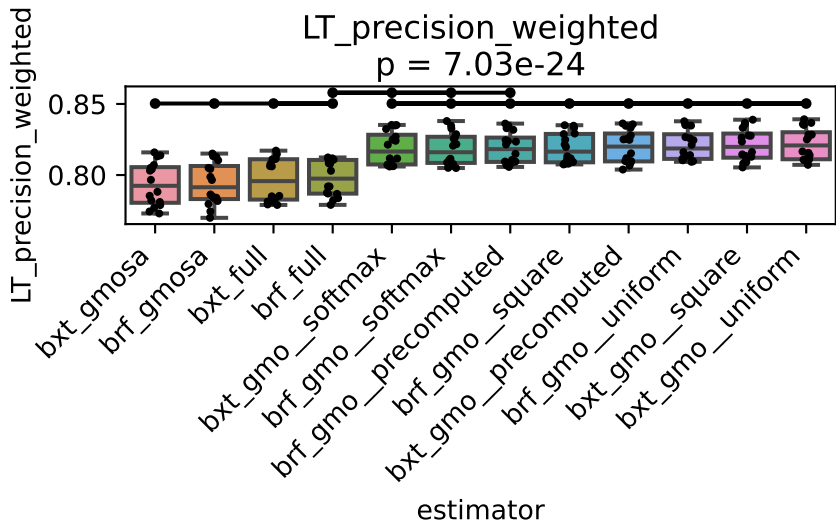 LT_precision_weighted
p = 7.03e-24
LT_precision_weighted
0.85
0.80
bxt_gmosa
brf_gmosa
bxt_full
brf_full
bxt_gmo__softmax
brf_gmo__softmax
brf_gmo__precomputed
brf_gmo__square
bxt_gmo__precomputed
brf_gmo__uniform
bxt_gmo__square
bxt_gmo__uniform
estimator